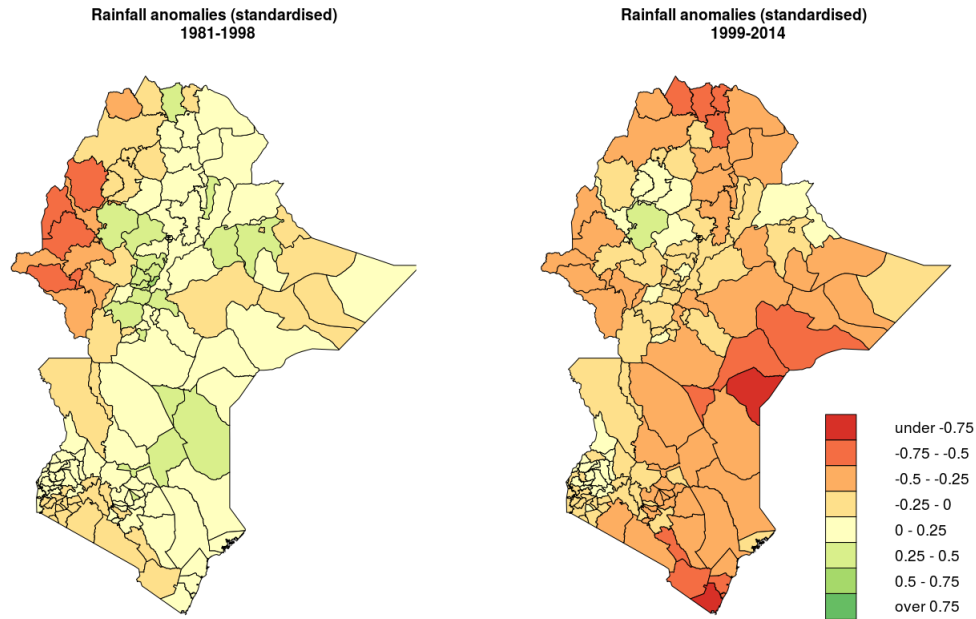 Rainfall anomalies (standardised)
1981-1998
Rainfall anomalies (standardised)
1999-2014
under -0.75
-0.75 - -0.5
-0.5 - -0.25
-0.25 - 0
0 - 0.25
0.25 - 0.5
0.5 - 0.75
over 0.75